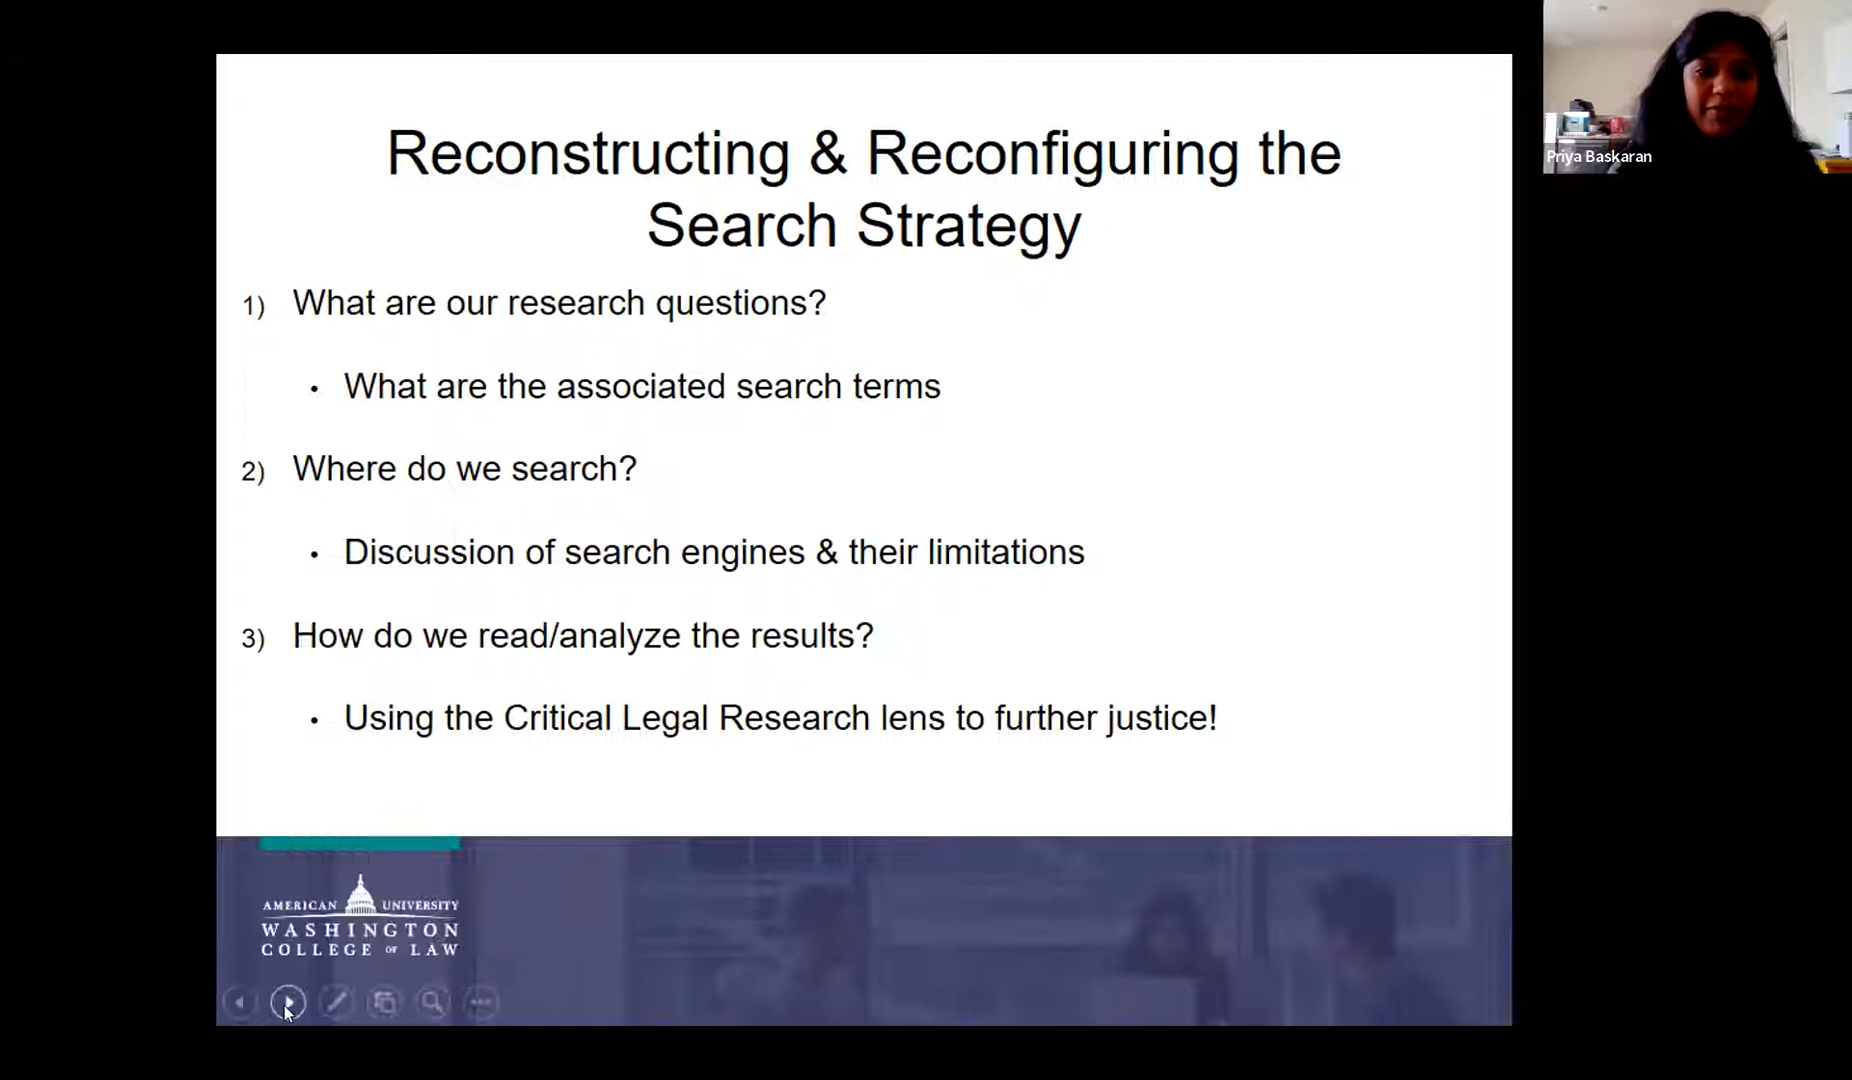 Reconstructing & Reconfiguring the
Search Strategy
1) What are our research questions?
• What are the associated search terms
2) Where do we search?
• Discussion of search engines & their limitations
3) How do we read/analyze the results?
• Using the Critical Legal Research lens to further justice!
AMERICAN UNIVERSITY
WASHINGTON
COLLEGE OF LAW
Priya Baskaran